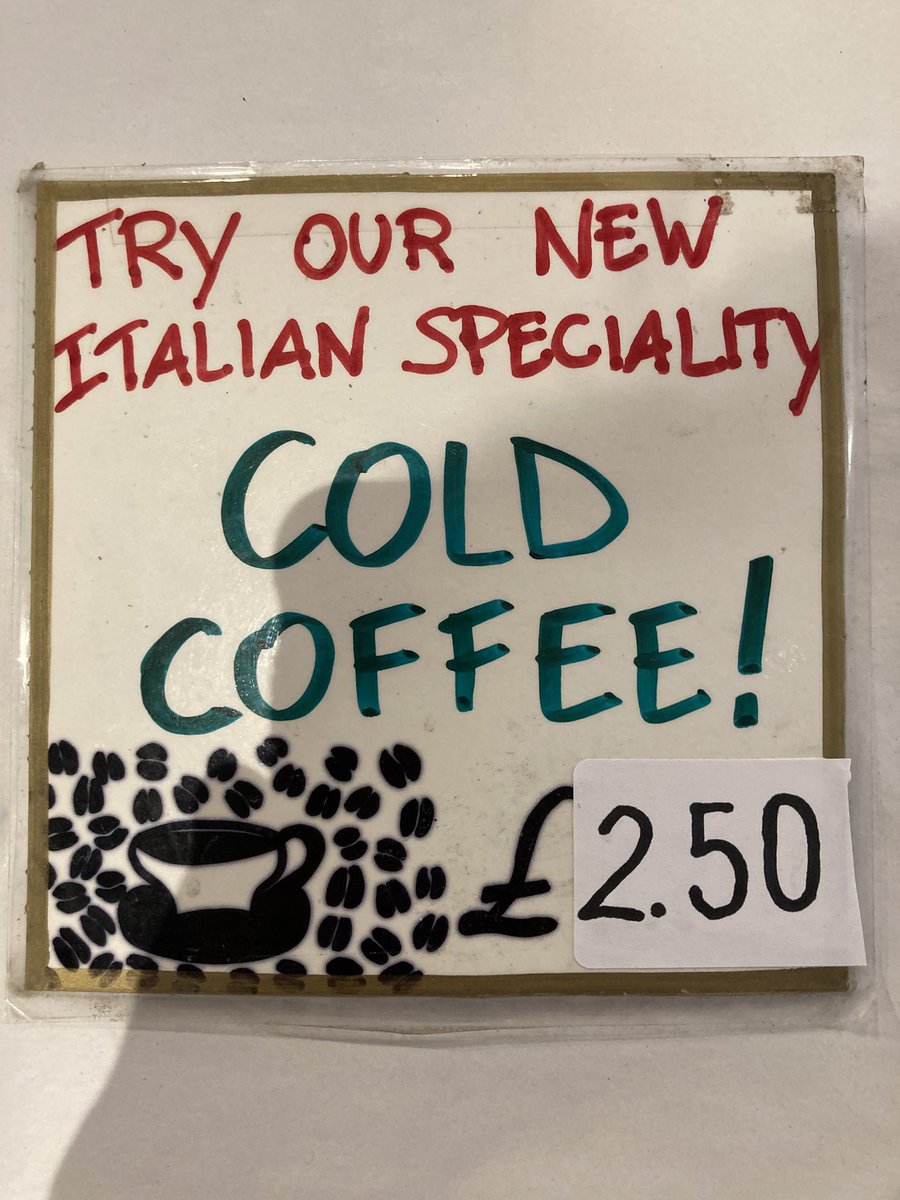 TRY OUR NEW
ITALIAN SPECIALITY
COLD
COFFEE!
£2.50